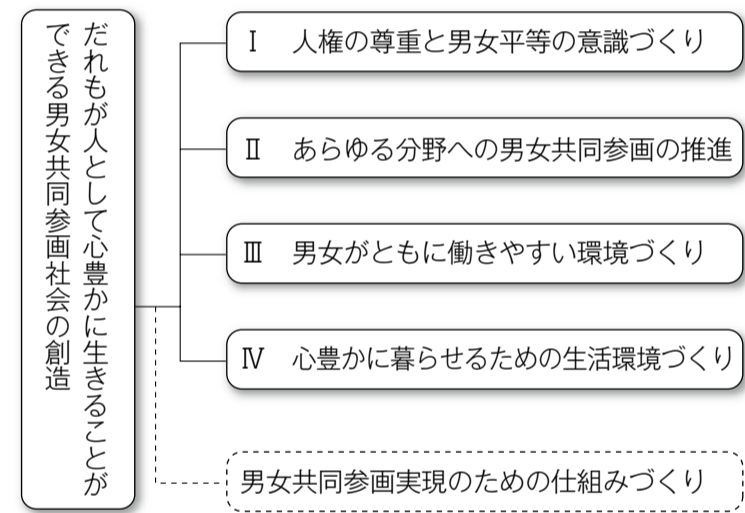 だれもが人として心豊かに生きることが
できる男女共同参画社会の創造
Ⅰ 人権の尊重と男女平等の意識づくり
Ⅱ あらゆる分野への男女共同参画の推進
Ⅲ 男女がともに働きやすい環境づくり
Ⅳ 心豊かに暮らせるための生活環境づくり
男女共同参画実現のための仕組みづくり